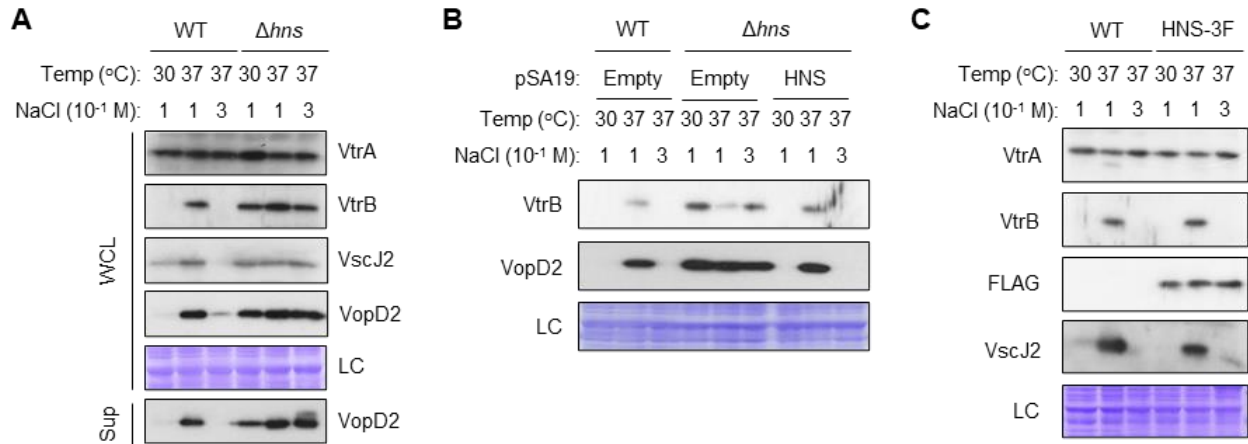 A
WT Δhns
Temp (°C) 30 37 37 30 37 37
NaCl (10⁻¹ M) 1 1 3 1 1 3
VtrA
VtrB
VscJ2
VopD2
LC
VopD2
WCL
Sup
B
WT Δhns
pSA19: Empty Empty HNS
Temp (°C) 30 37 37 30 37 37 30 37 37
NaCl (10⁻¹ M) 1 1 3 1 1 3 1 1 3
VtrB
VopD2
LC
C
WT HNS-3F
Temp (°C) 30 37 37 30 37 37
NaCl (10⁻¹ M) 1 1 3 1 1 3
VtrA
VtrB
FLAG
VscJ2
LC